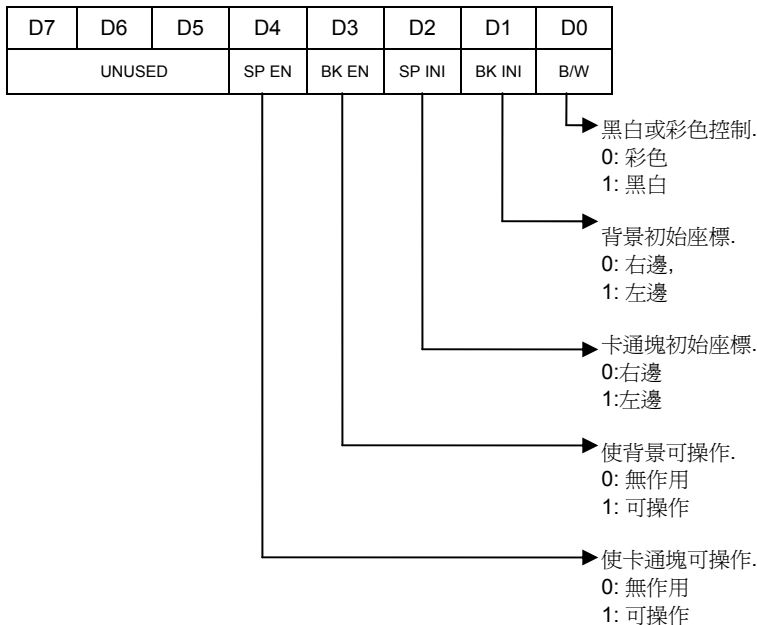 D7 D6 D5 D4 D3 D2 D1 D0
UNUSED SP EN BK EN SP INI BK INI B/W
黑白或彩色控制.
0: 彩色
1: 黑白
背景初始座標.
0: 右邊,
1: 左邊
卡通塊初始座標.
0:右邊
1:左邊
使背景可操作.
0: 無作用
1: 可操作
使卡通塊可操作.
0: 無作用
1: 可操作